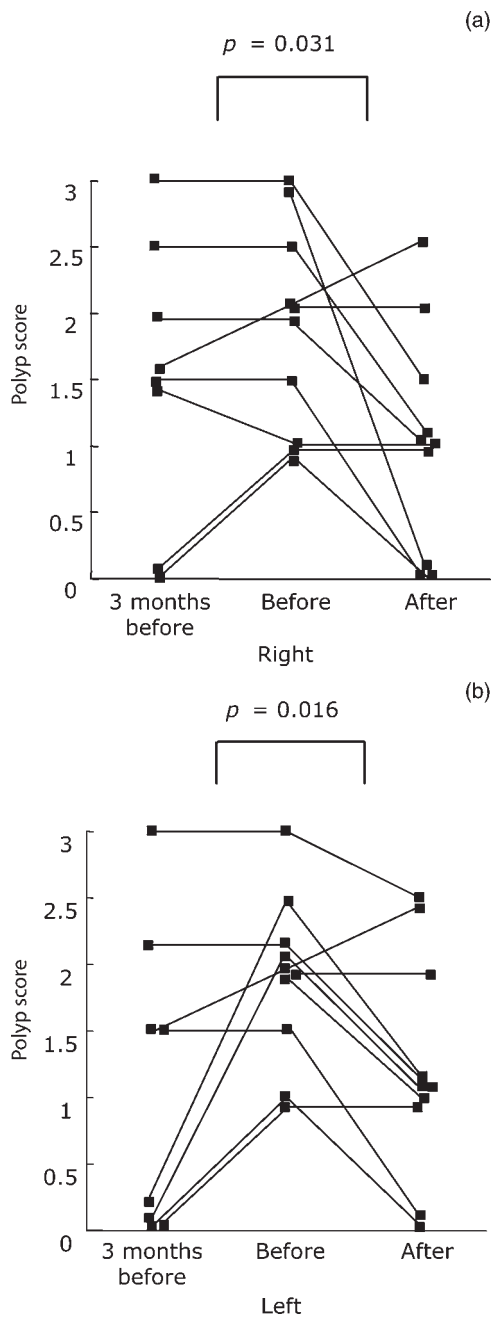 (a)
p = 0.031
3
2.5
2
1.5
1
0.5
0
Polyp score
3 months
before
Before
After
Right
(b)
p = 0.016
3
2.5
2
1.5
1
0.5
0
Polyp score
3 months
before
Before
After
Left